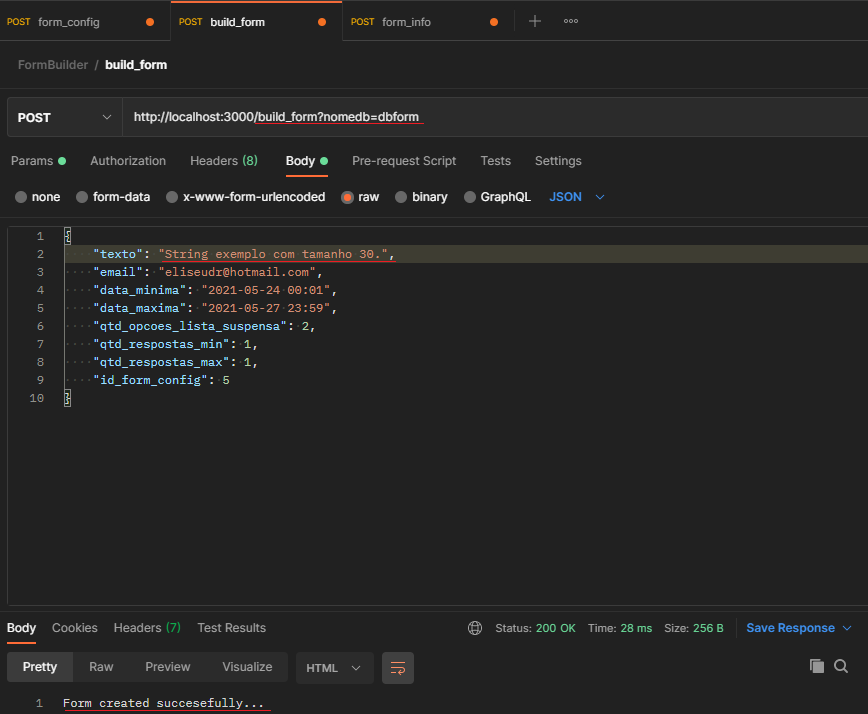 POST form_config POST build_form POST form_info
FormBuilder / build_form
POST http://localhost:3000/build_form?nomedb=dbform
Params Authorization Headers (8) Body Pre-request Script Tests Settings
none form-data x-www-form-urlencoded raw binary GraphQL JSON
1 {
2 "texto": "String exemplo com tamanho 30.",
3 "email": "eliseudr@hotmail.com",
4 "data_minima": "2021-05-24 00:01",
5 "data_maxima": "2021-05-27 23:59",
6 "qtd_opcoes_lista_suspensa": 2,
7 "qtd_respostas_min": 1,
8 "qtd_respostas_max": 1,
9 "id_form_config": 5
10 }
Body Cookies Headers (7) Test Results Status: 200 OK Time: 28 ms Size: 256 B Save Response
Pretty Raw Preview Visualize HTML
1 Form created succesefully...